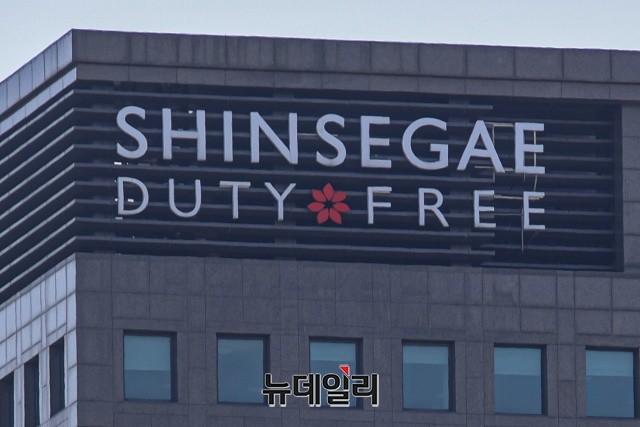 SHINSEGAE
DUTY FREE
뉴데일리